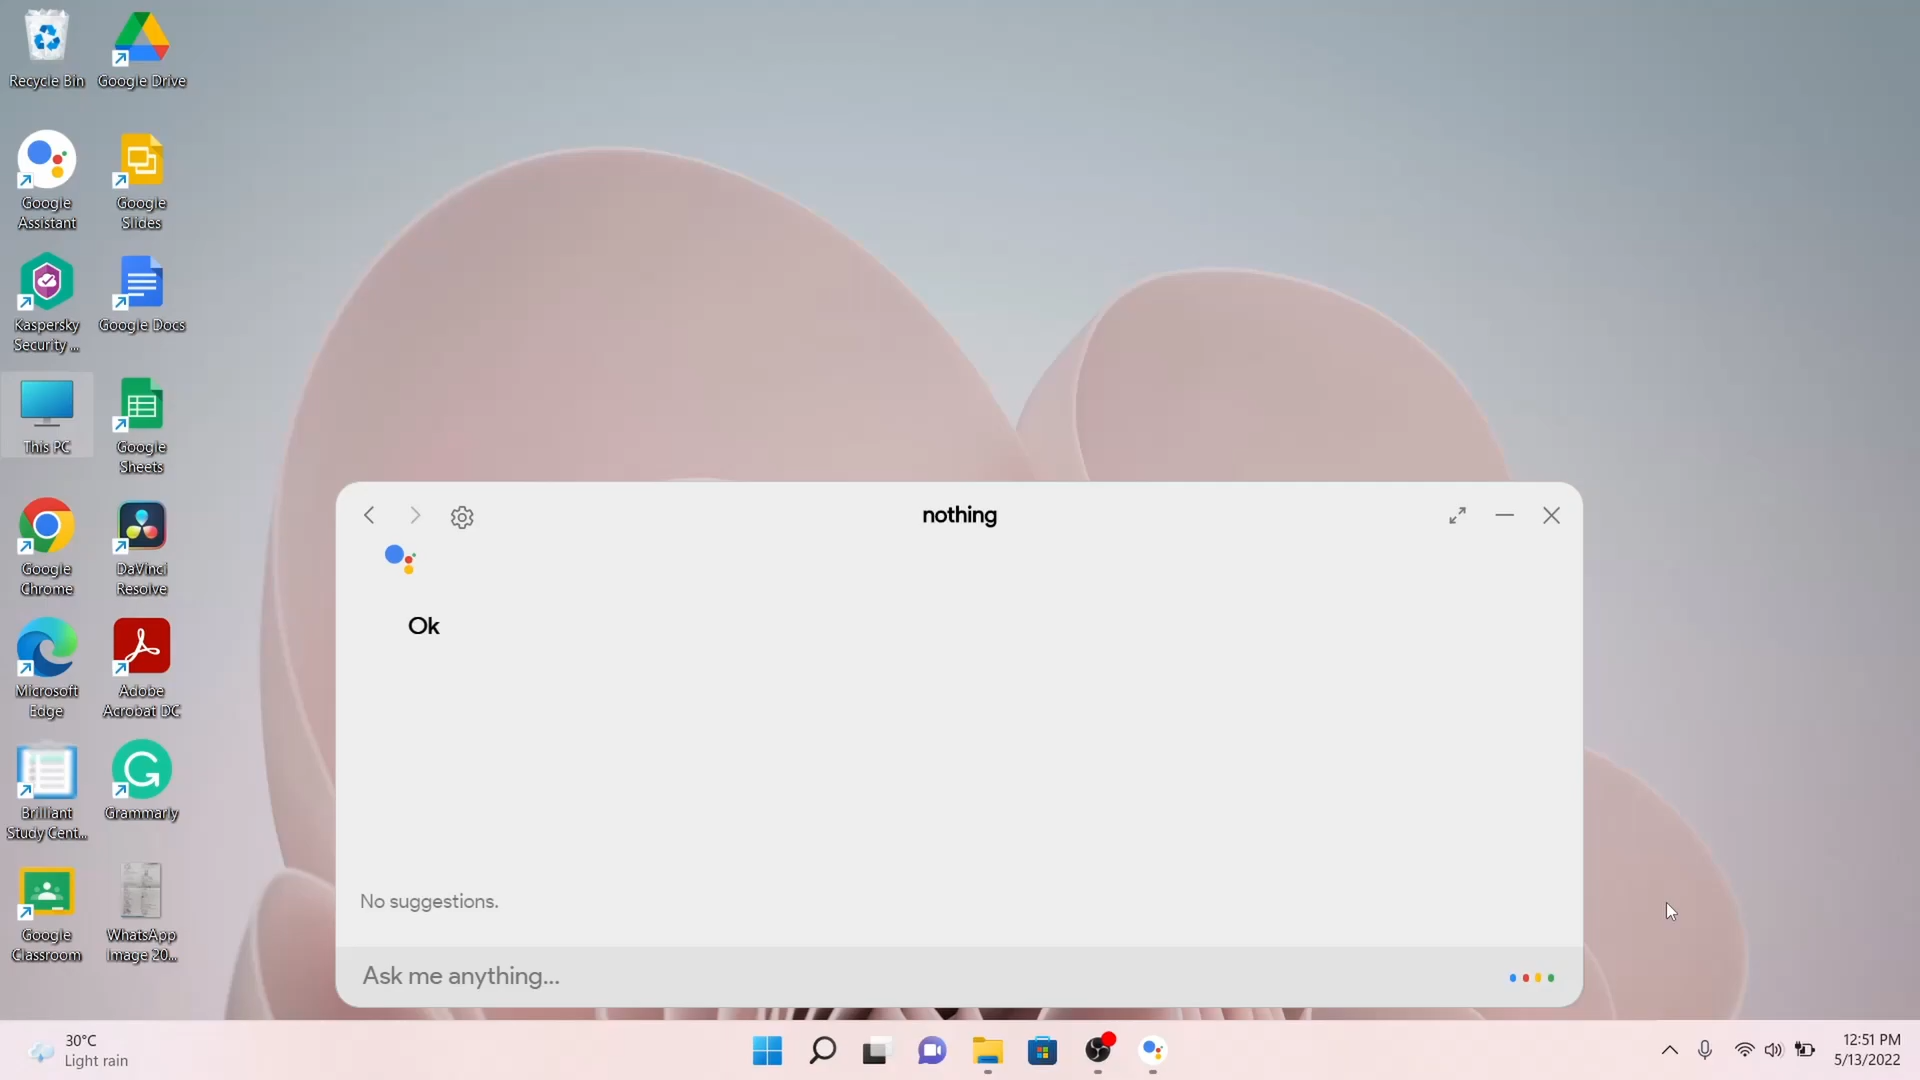 Recycle Bin
Google Drive
Google
Assistant
Google
Slides
Kaspersky
Security ...
Google Docs
This PC
Google
Sheets
Google
Chrome
DaVinci
Resolve
Microsoft
Edge
Adobe
Acrobat DC
Brilliant
Study Cent...
Grammarly
Google
Classroom
WhatsApp
Image 20...
nothing
Ok
No suggestions.
Ask me anything...
30°C
Light rain
12:51 PM
5/13/2022